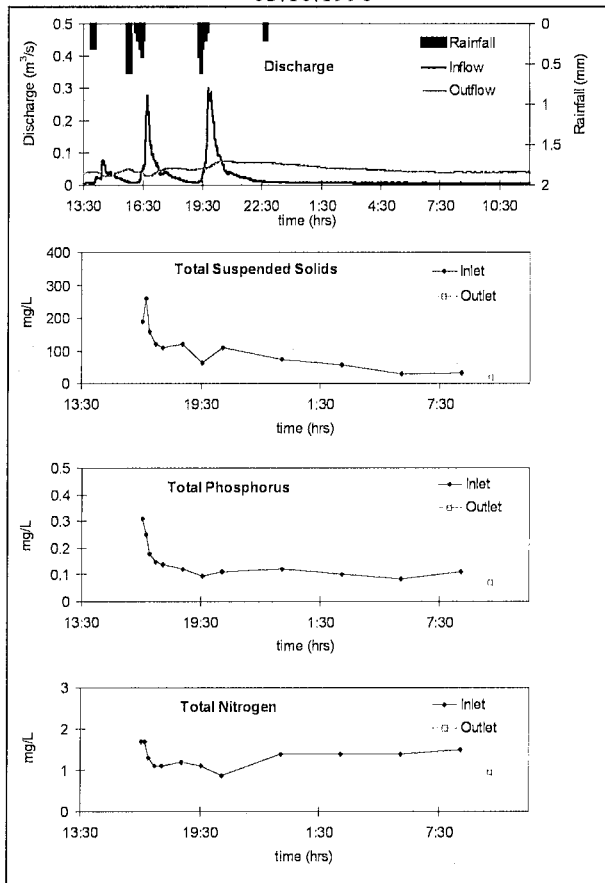 0.5
0.4
0.3
0.2
0.1
0
Discharge (m³/s)
Discharge
Rainfall
Inflow
Outflow
0
0.5
1
1.5
2
Rainfall (mm)
13:30 16:30 19:30 22:30 1:30 4:30 7:30 10:30
time (hrs)
400
300
200
100
0
mg/L
Total Suspended Solids
Inlet
Outlet
13:30 19:30 1:30 7:30
time (hrs)
0.5
0.4
0.3
0.2
0.1
0
mg/L
Total Phosphorus
Inlet
Outlet
13:30 19:30 1:30 7:30
time (hrs)
3
2
1
0
mg/L
Total Nitrogen
Inlet
Outlet
13:30 19:30 1:30 7:30
time (hrs)